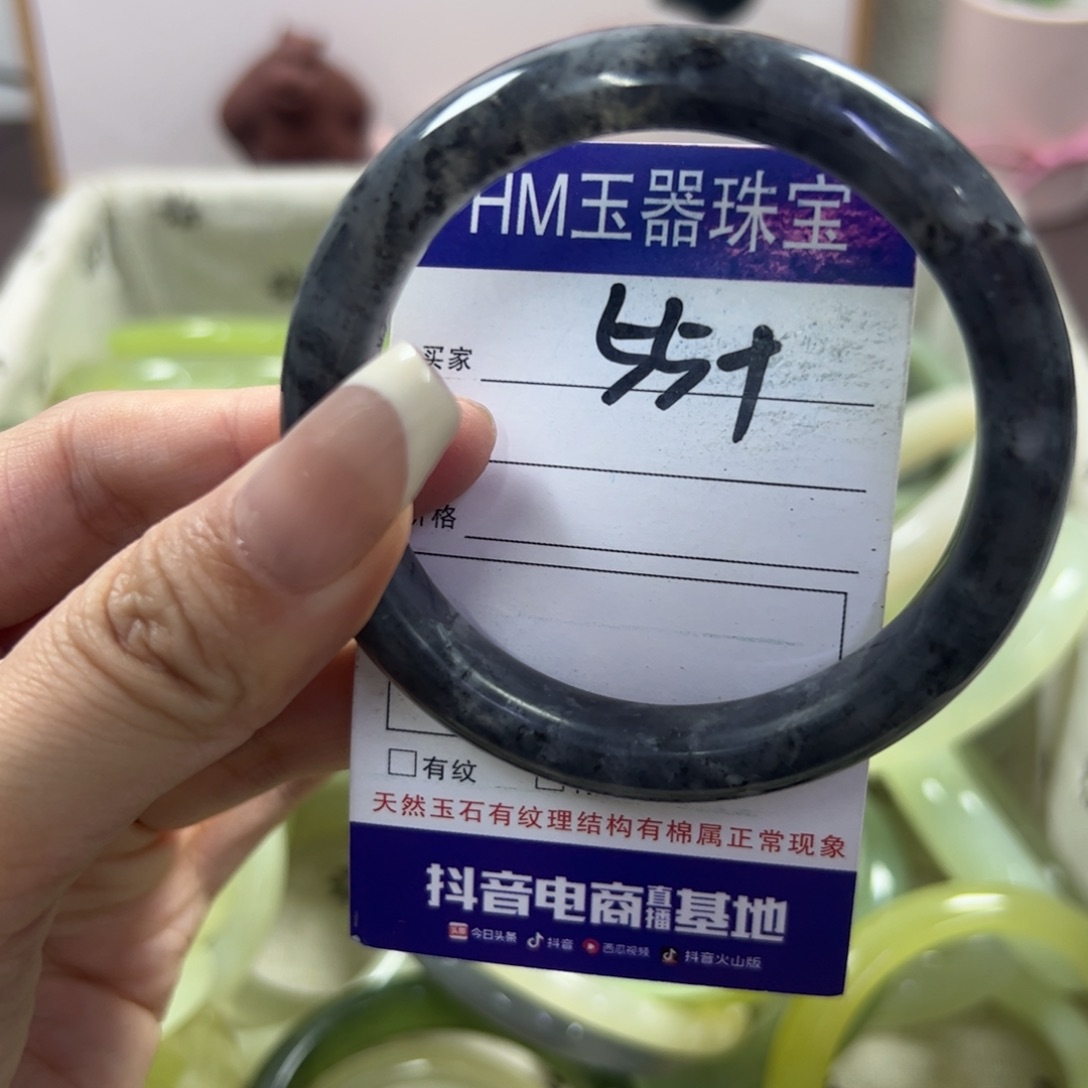 HM玉器珠宝
买家
价格
有纹
天然玉石有纹理结构有棉属正常现象
抖音电商直播基地
今日头条 抖音 西瓜视频 抖音火山版